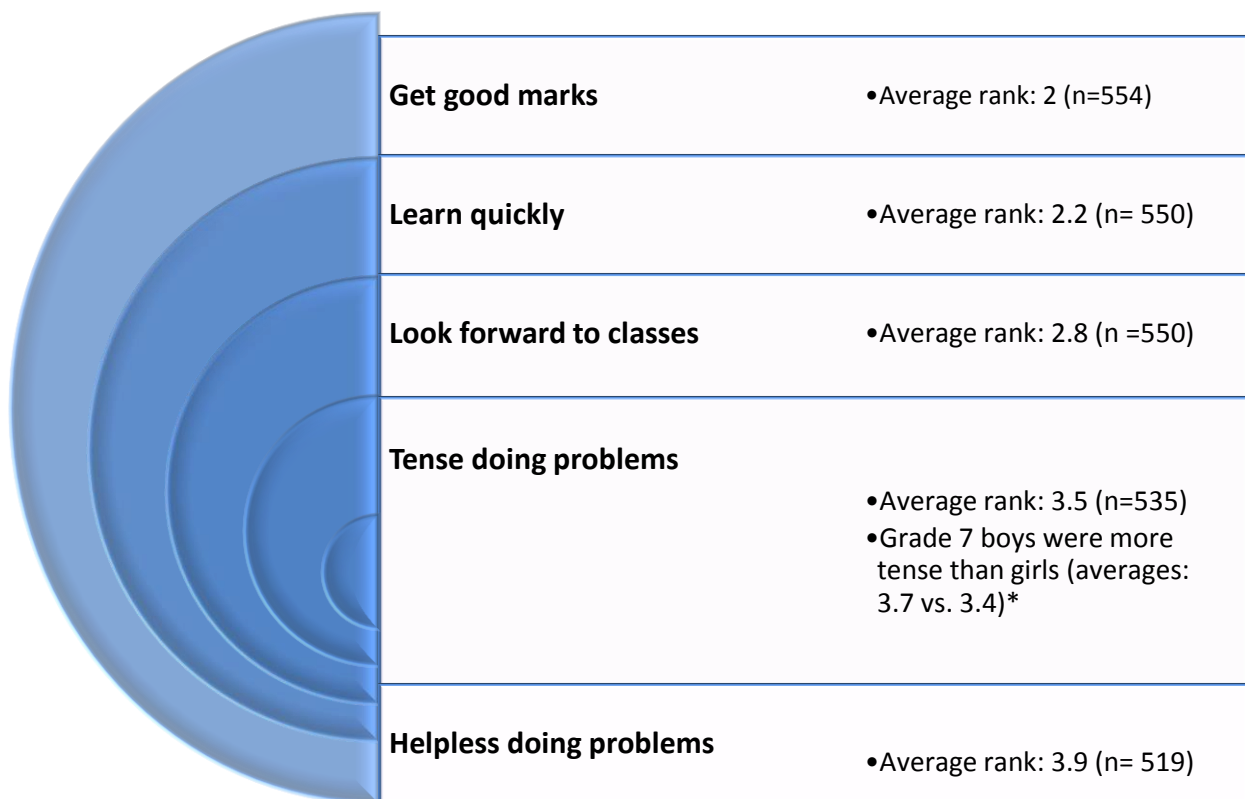 Get good marks
•Average rank: 2 (n=554)
Learn quickly
•Average rank: 2.2 (n= 550)
Look forward to classes
•Average rank: 2.8 (n =550)
Tense doing problems
•Average rank: 3.5 (n=535)
•Grade 7 boys were more
tense than girls (averages:
3.7 vs. 3.4)*
Helpless doing problems
•Average rank: 3.9 (n= 519)